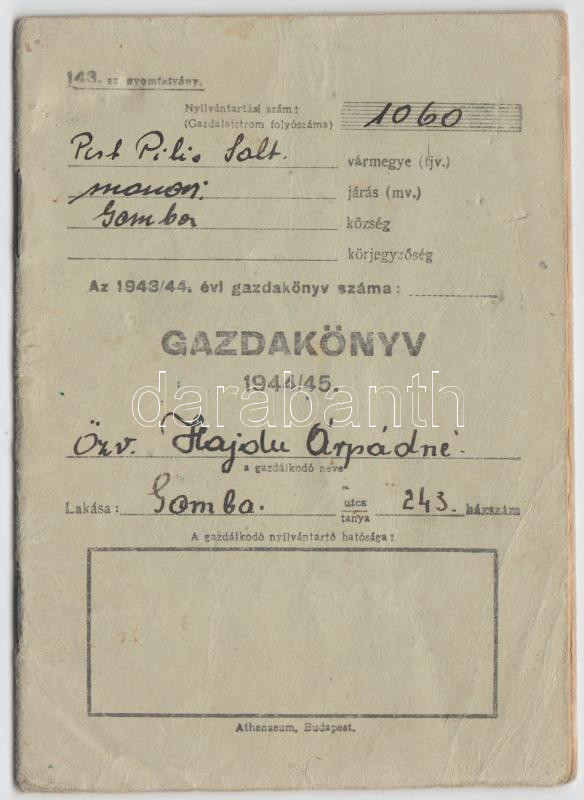 143. sz. nyomtatvány.
Nyilvántartási szám:
(Gazdalajstrom folyószáma) 1060
Pest Pilis Solt. vármegye (tjv.)
monori járás (mv.)
Gomba község
körjegyzőség
Az 1943/44. évi gazdakönyv száma:
GAZDAKÖNYV
1944/45.
darabanth
Özv. Hajdu Árpádné
a gazdálkodó neve
Lakása: Gomba. utca tanya 243. házszám
A gazdálkodó nyilvántartó hatósága:
Athenaeum, Budapest.